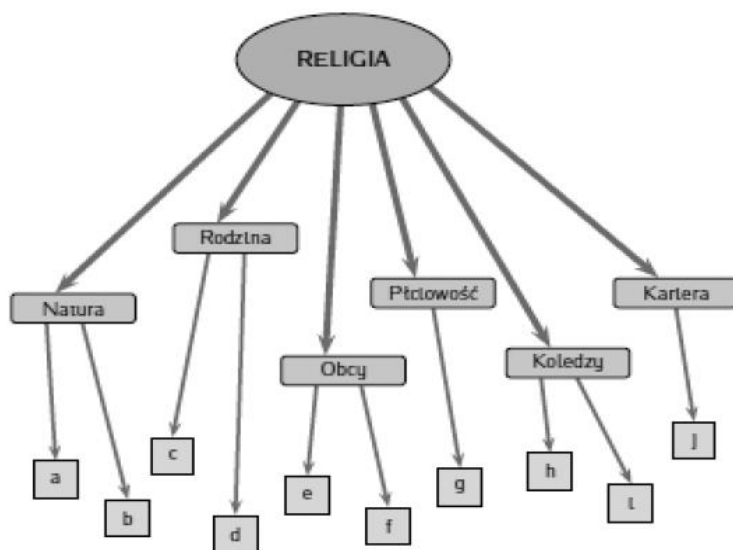 RELIGIA
Rodzina
Natura
Płciowość
Kariera
Obcy
Koledzy
a
b
c
d
e
f
g
h
i
j